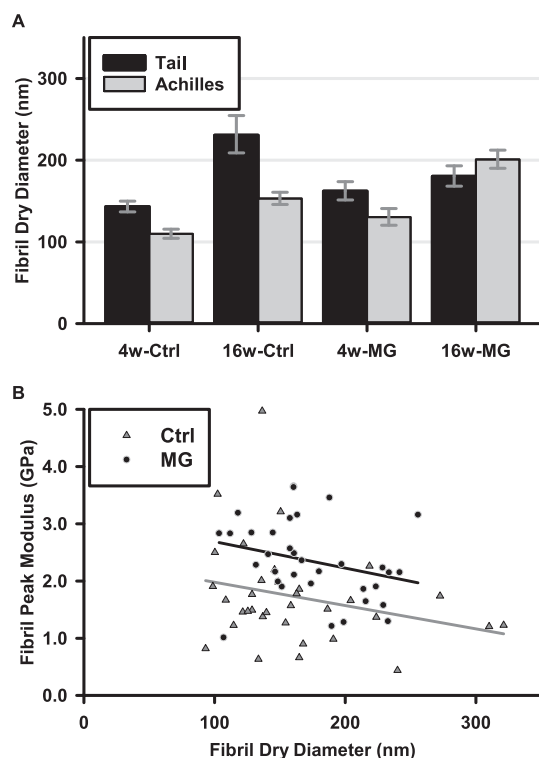 A
Fibril Dry Diameter (nm)
300
200
100
0
Tail
Achilles
4w-Ctrl 16w-Ctrl 4w-MG 16w-MG
B
Fibril Peak Modulus (GPa)
5.0
4.0
3.0
2.0
1.0
0.0
Ctrl
MG
0 100 200 300
Fibril Dry Diameter (nm)